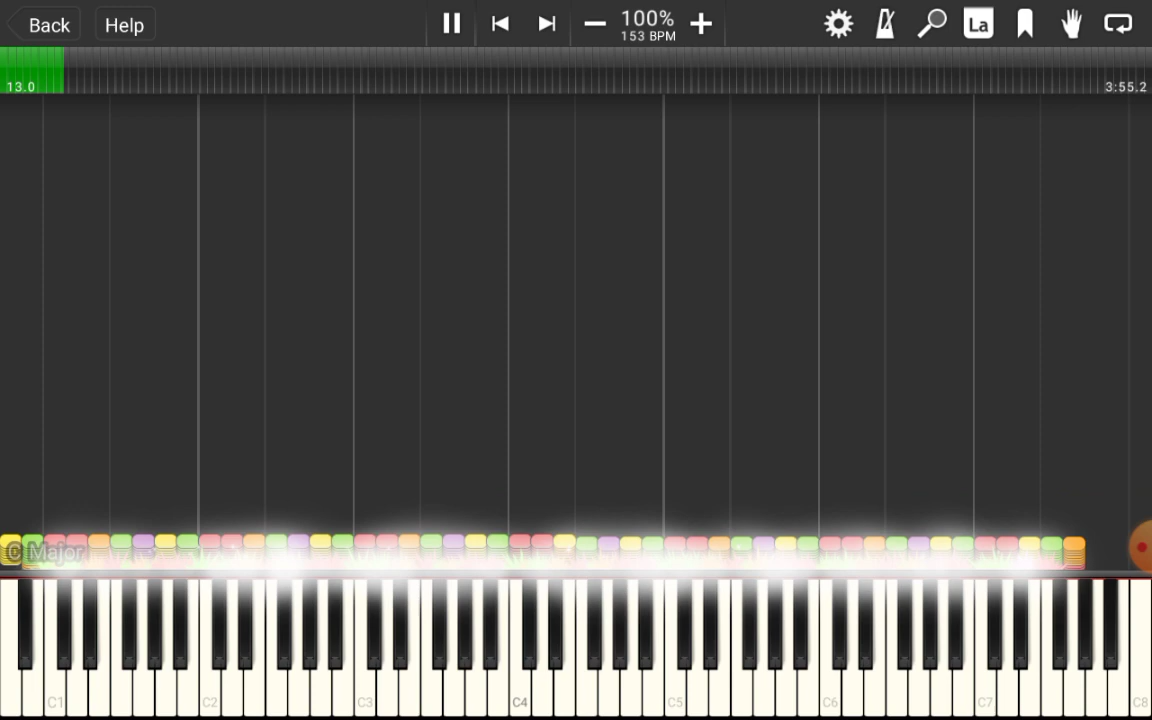 Back
Help
100%
153 BPM
La
13.0
3:55.2
C Major
C1
C2
C3
C4
C5
C6
C7
C8